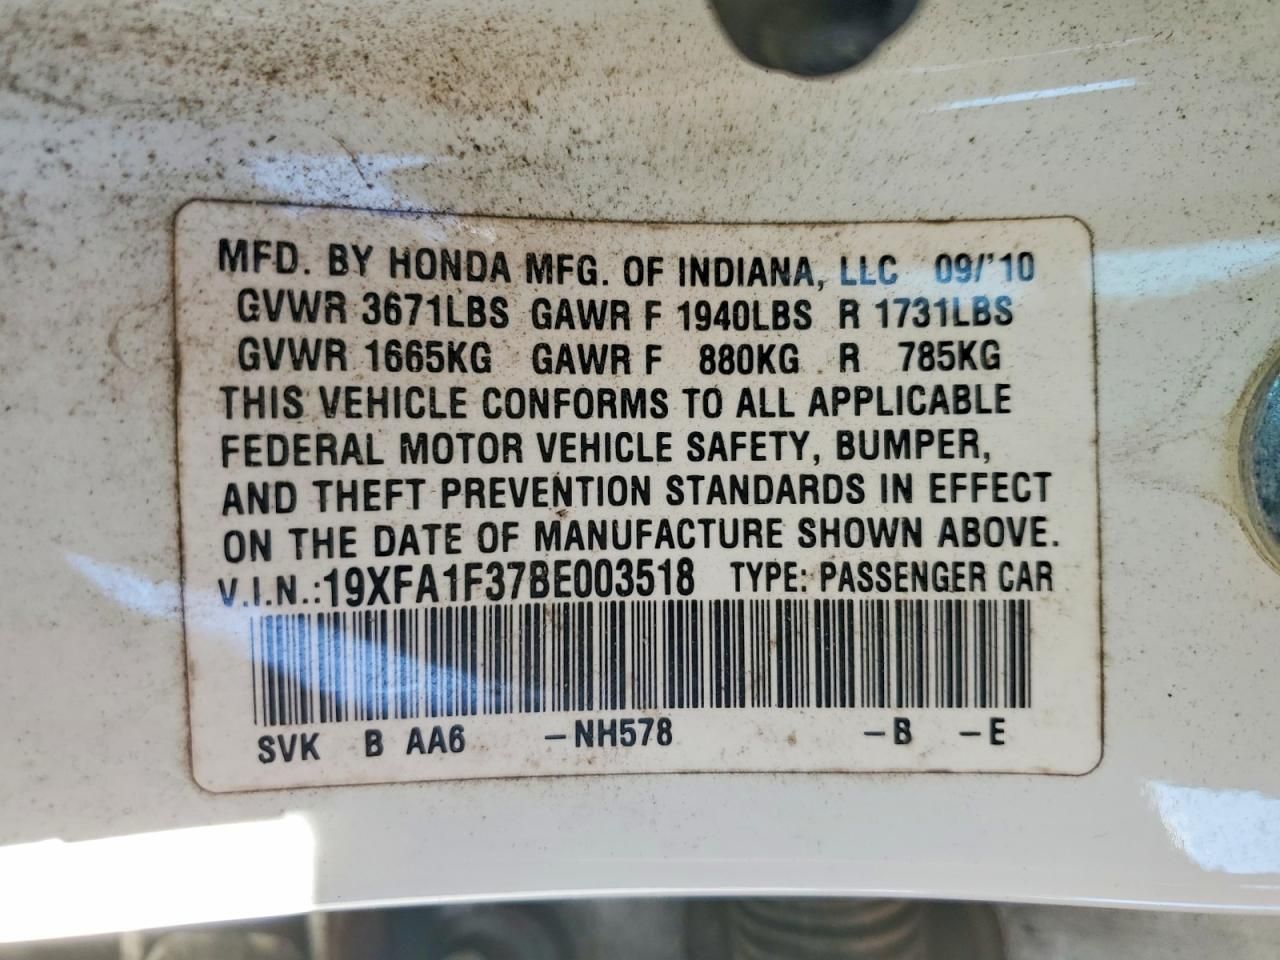 MFD. BY HONDA MFG. OF INDIANA, LLC 09/'10
GVWR 3671LBS GAWR F 1940LBS R 1731LBS
GVWR 1665KG GAWR F 880KG R 785KG
THIS VEHICLE CONFORMS TO ALL APPLICABLE
FEDERAL MOTOR VEHICLE SAFETY, BUMPER,
AND THEFT PREVENTION STANDARDS IN EFFECT
ON THE DATE OF MANUFACTURE SHOWN ABOVE.
V.I.N.:19XFA1F37BE003518 TYPE: PASSENGER CAR
SVK B AA6 -NH578 -B -E